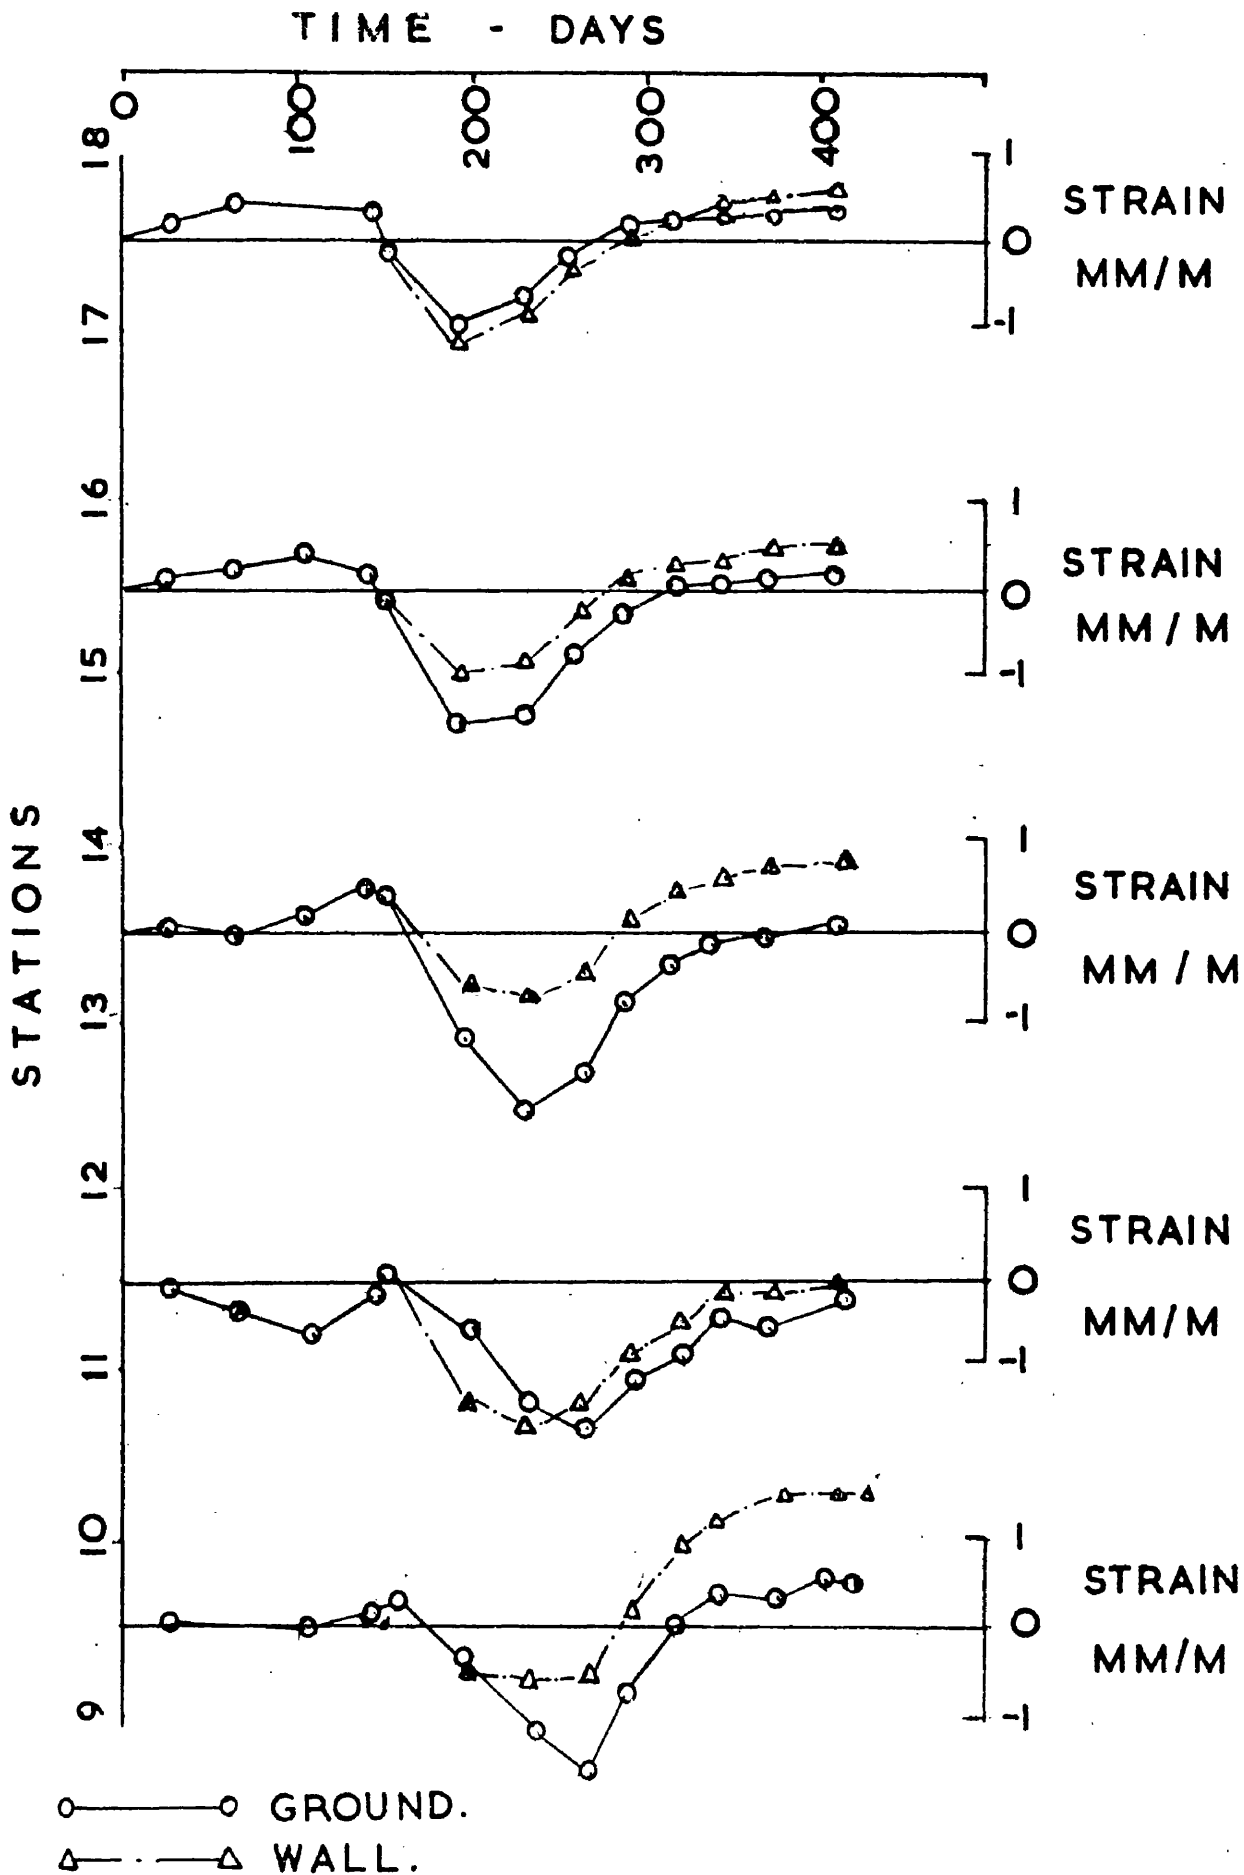 TIME - DAYS
0 100 200 300 400
18
1
STRAIN
0
MM/M
-1
17
16
1
STRAIN
0
MM/M
-1
15
STATIONS
14
1
STRAIN
0
MM/M
-1
13
12
1
STRAIN
0
MM/M
-1
11
10
1
STRAIN
0
MM/M
-1
9
GROUND.
WALL.